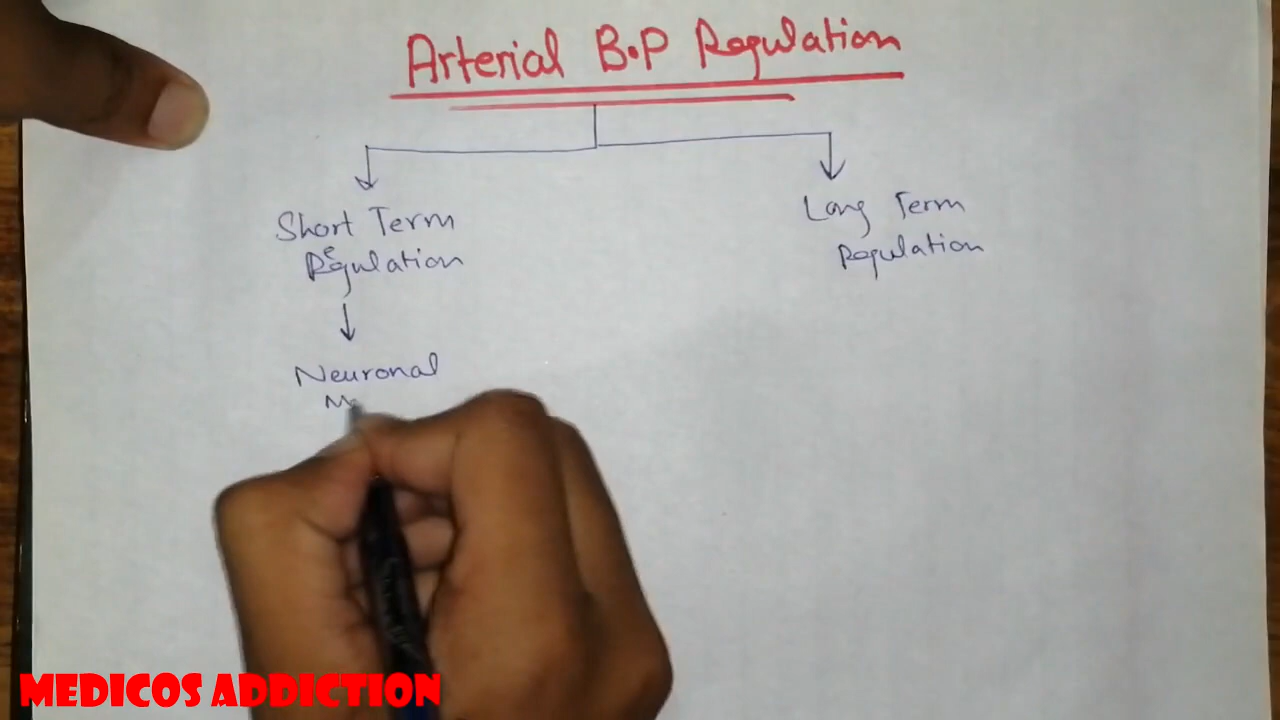 Arterial B.P Regulation
Short Term
Regulation
Long Term
Regulation
Neuronal
MEDICOS ADDICTION